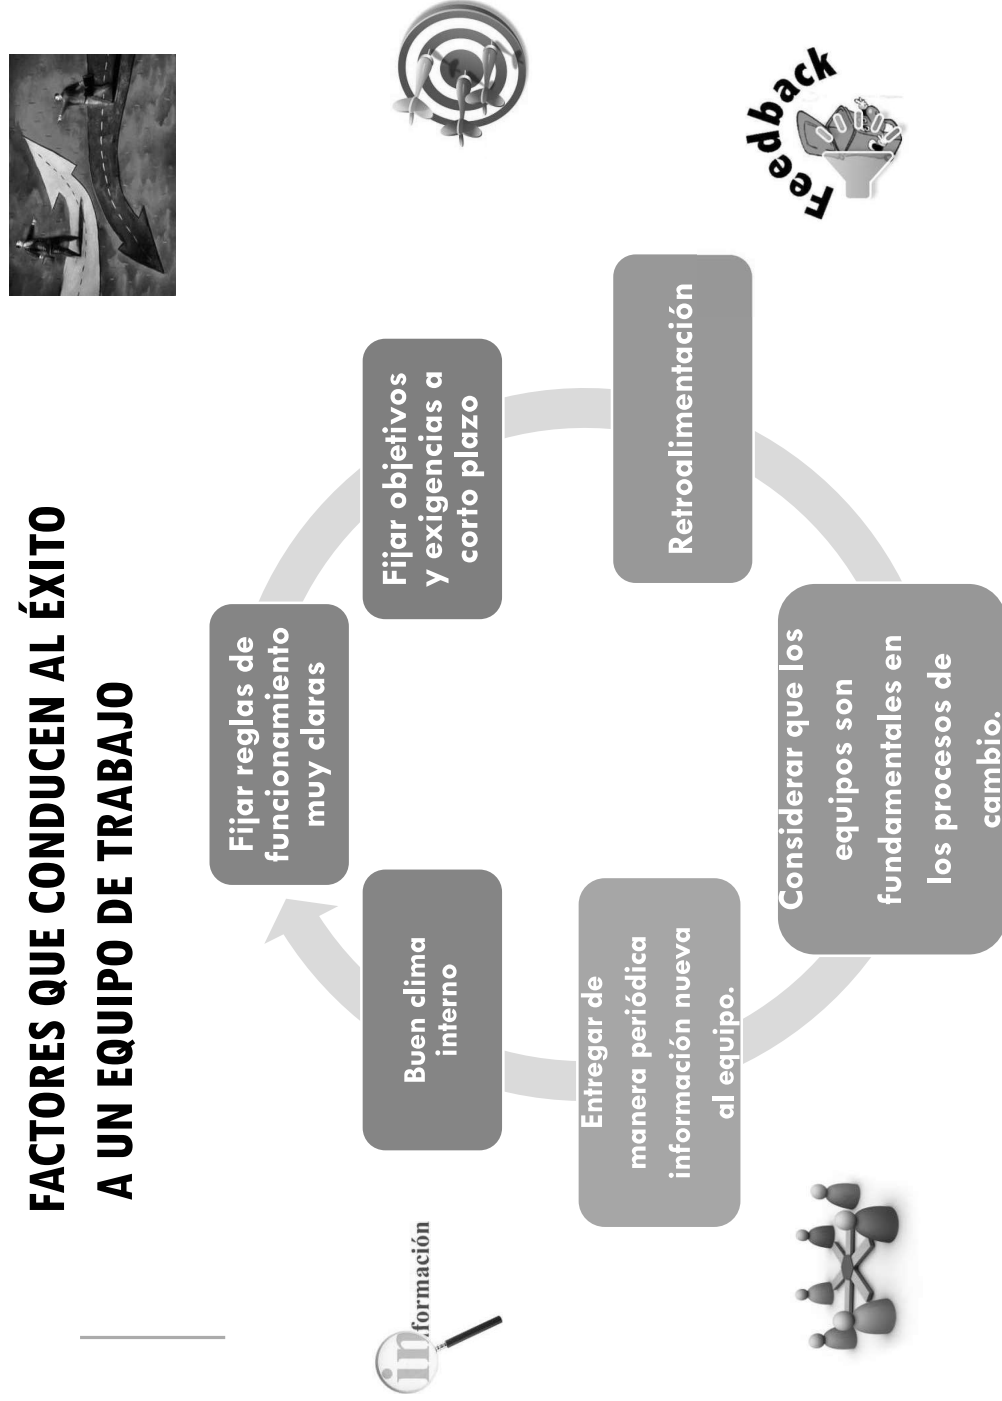 FACTORES QUE CONDUCEN AL ÉXITO
A UN EQUIPO DE TRABAJO
Fijar reglas de
funcionamiento
muy claras
Fijar objetivos
y exigencias a
corto plazo
Retroalimentación
Considerar que los
equipos son
fundamentales en
los procesos de
cambio.
Entregar de
manera periódica
información nueva
al equipo.
Buen clima
interno
información
Feedback